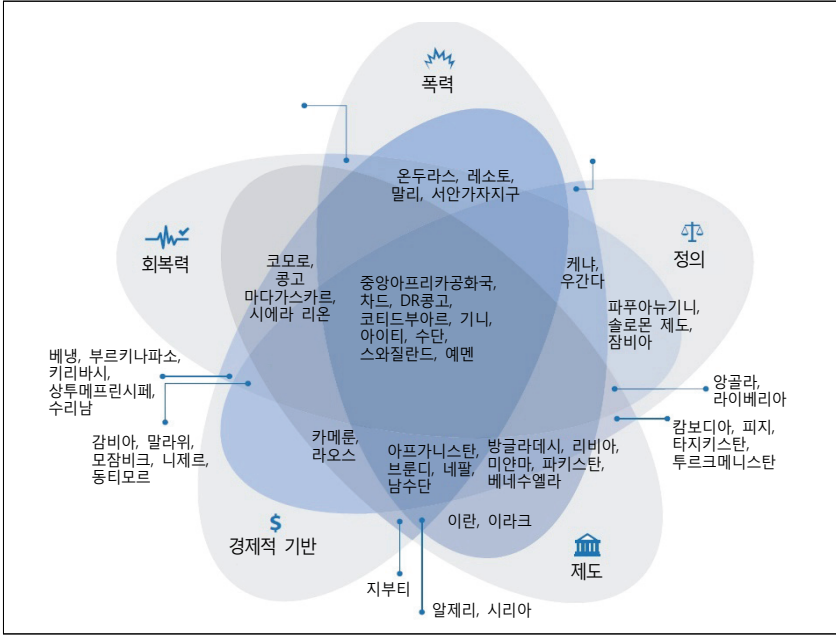 폭력
온두라스, 레소토,
말리, 서안가자지구
회복력
정의
코모로,
콩고
마다가스카르,
시에라 리온
중앙아프리카공화국,
차드, DR콩고,
코티드부아르, 기니,
아이티, 수단,
스와질란드, 예멘
케냐,
우간다
파푸아뉴기니,
솔로몬 제도,
잠비아
베냉, 부르키나파소,
키리바시,
상투메프린시페,
수리남
앙골라,
라이베리아
감비아, 말라위,
모잠비크, 니제르,
동티모르
카메룬,
라오스
아프가니스탄,
브룬디, 네팔,
남수단
방글라데시, 리비아,
미얀마, 파키스탄,
베네수엘라
캄보디아, 피지,
타지키스탄,
투르크메니스탄
$
경제적 기반
이란, 이라크
제도
지부티
알제리, 시리아